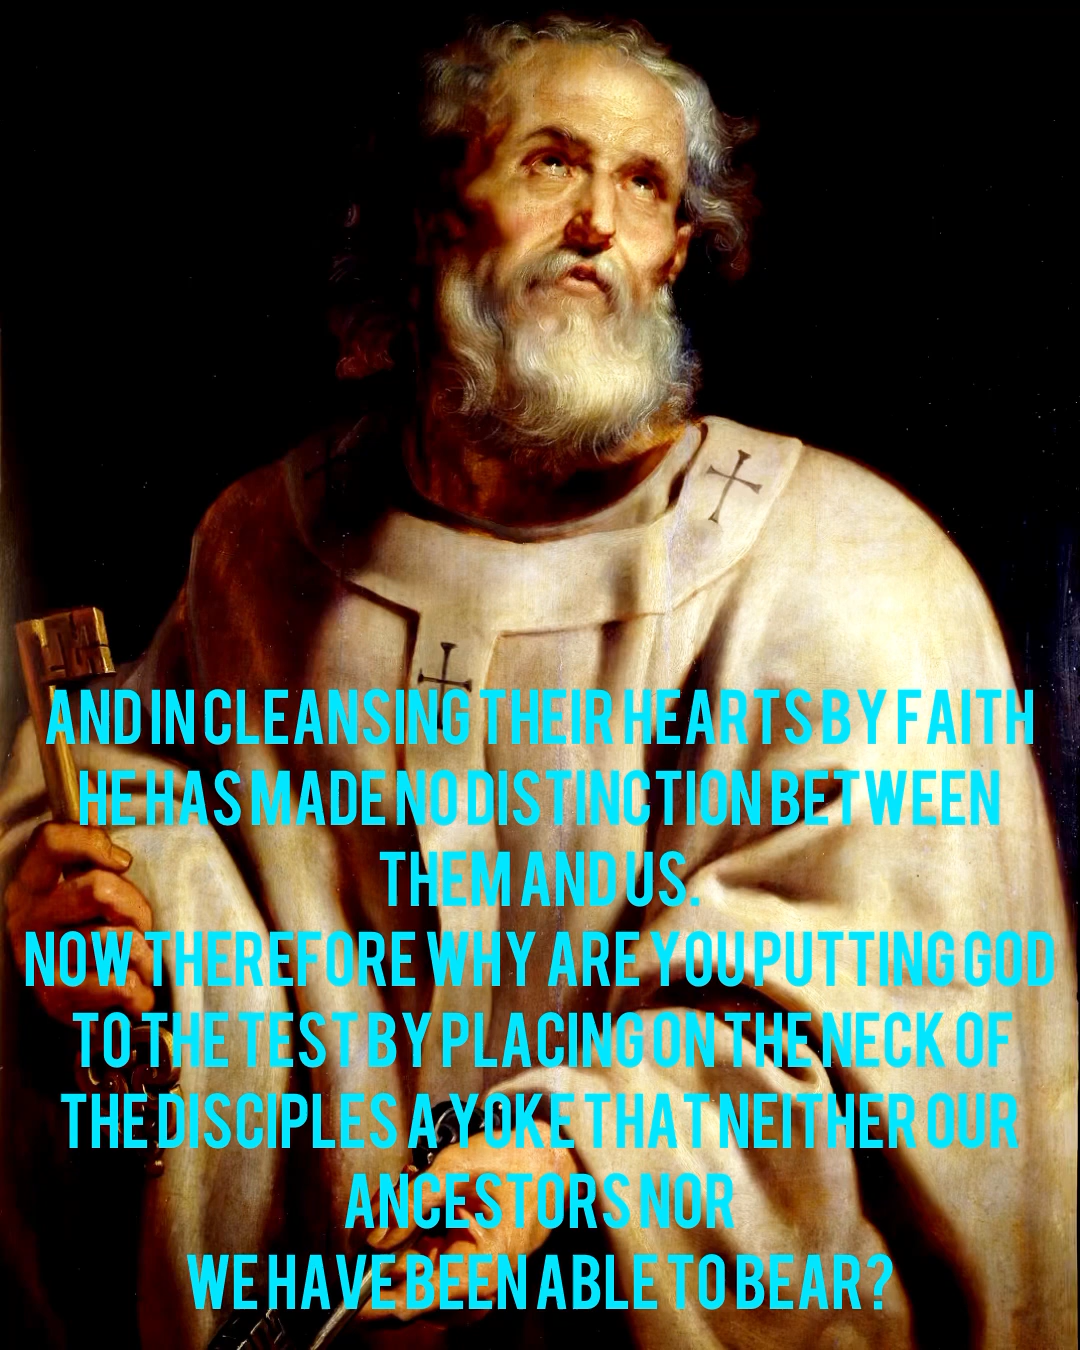 AND IN CLEANSING THEIR HEARTS BY FAITH
HE HAS MADE NO DISTINCTION BETWEEN
THEM AND US.
NOW THEREFORE WHY ARE YOU PUTTING GOD
TO THE TEST BY PLACING ON THE NECK OF
THE DISCIPLES A YOKE THAT NEITHER OUR
ANCESTORS NOR
WE HAVE BEEN ABLE TO BEAR?